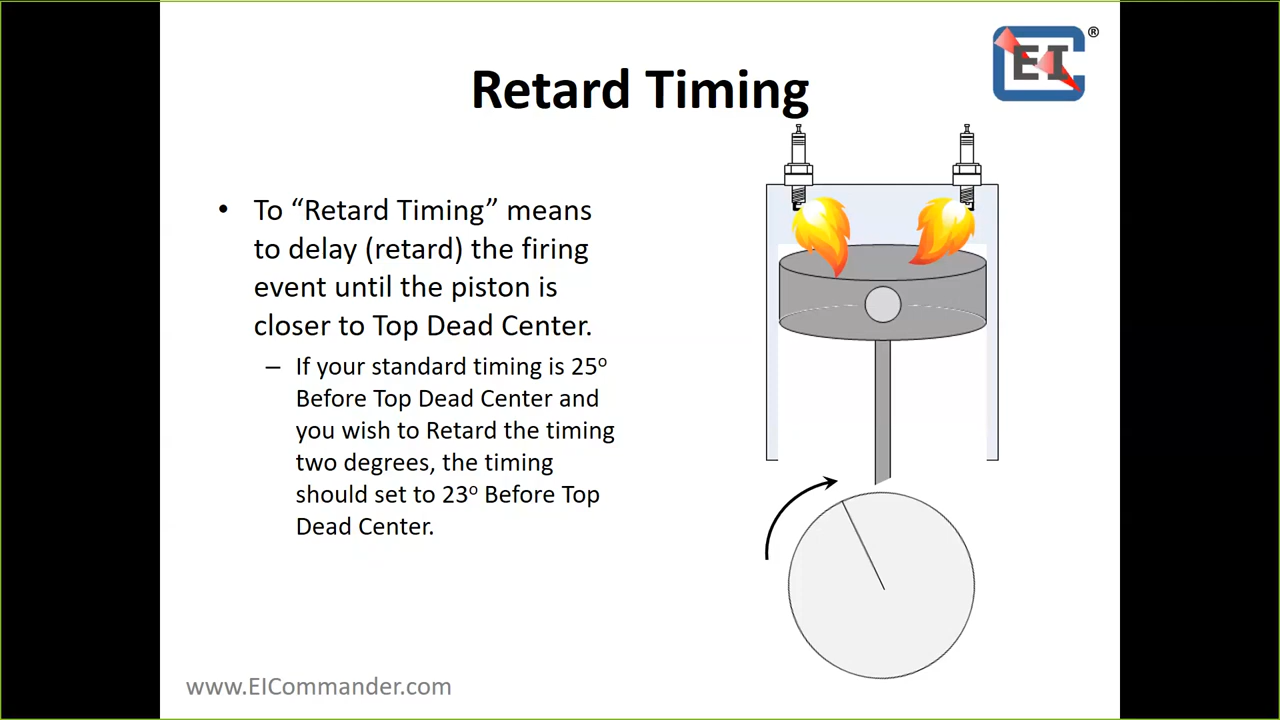 EI ®
Retard Timing
• To “Retard Timing” means
to delay (retard) the firing
event until the piston is
closer to Top Dead Center.
– If your standard timing is 25º
Before Top Dead Center and
you wish to Retard the timing
two degrees, the timing
should set to 23º Before Top
Dead Center.
www.EICommander.com